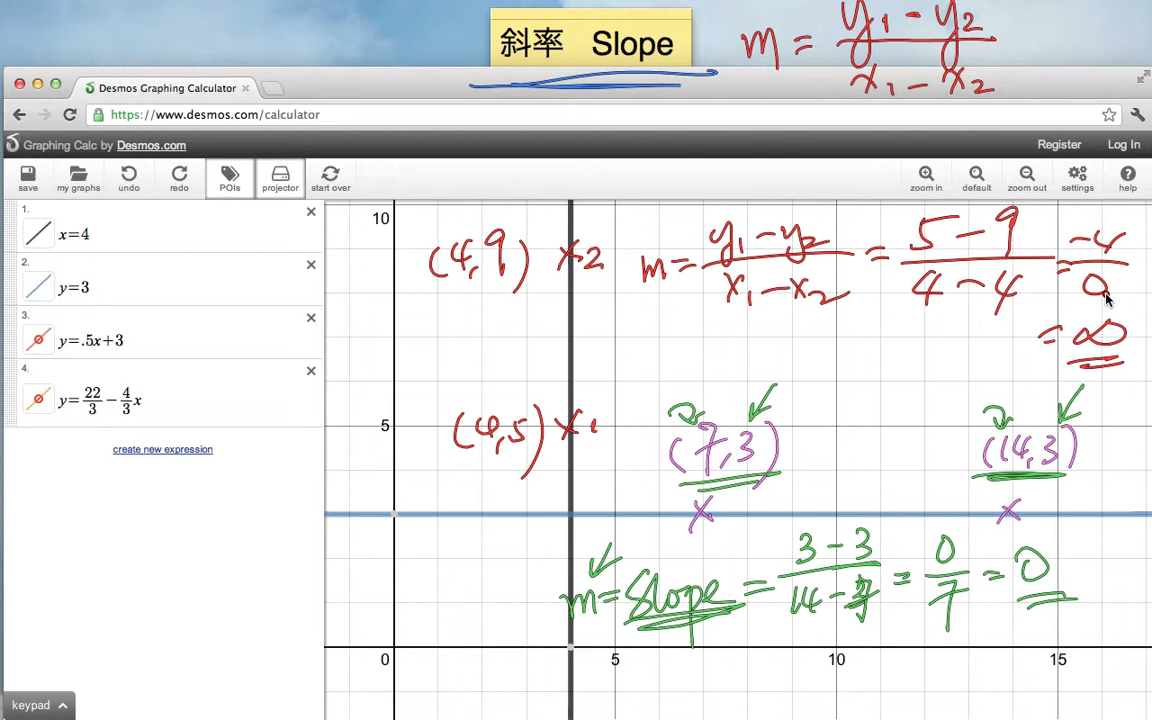 斜率 Slope
m = y1 - y2 / x1 - x2
Desmos Graphing Calculator
https://www.desmos.com/calculator
Graphing Calc by Desmos.com
Register Log In
save my graphs undo redo POIs projector start over zoom in default zoom out settings help
1. x=4
2. y=3
3. y=.5x+3
4. y=22/3-4/3x
create new expression
keypad
10
(4,9) x2
m = y1 - y2 / x1 - x2 = 5 - 9 / 4 - 4 = -4 / 0
= ∞
5
(4,5) x
(7,3)
(14,3)
x x
m = Slope = 3 - 3 / 14 - 7 = 0 / 7 = 0
0 5 10 15